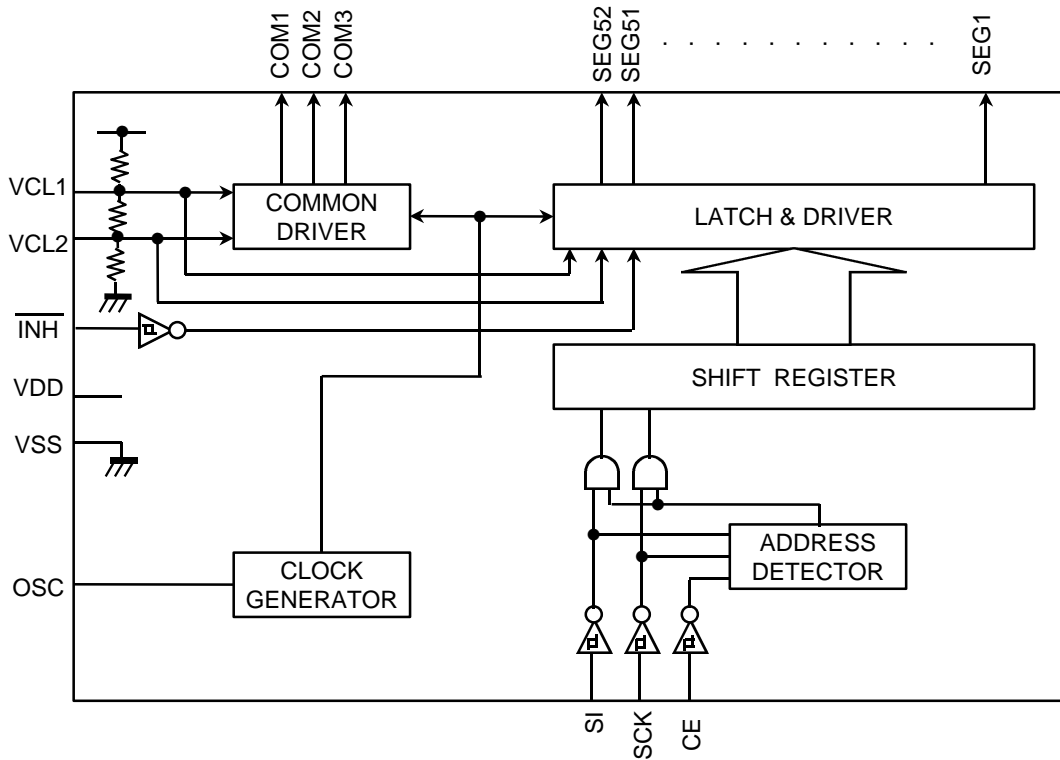 COM1
COM2
COM3
SEG52
SEG51
. . . . . . . . . . .
SEG1
VCL1
COMMON
DRIVER
LATCH & DRIVER
VCL2
INH
SHIFT REGISTER
VDD
VSS
ADDRESS
DETECTOR
OSC
CLOCK
GENERATOR
SI
SCK
CE